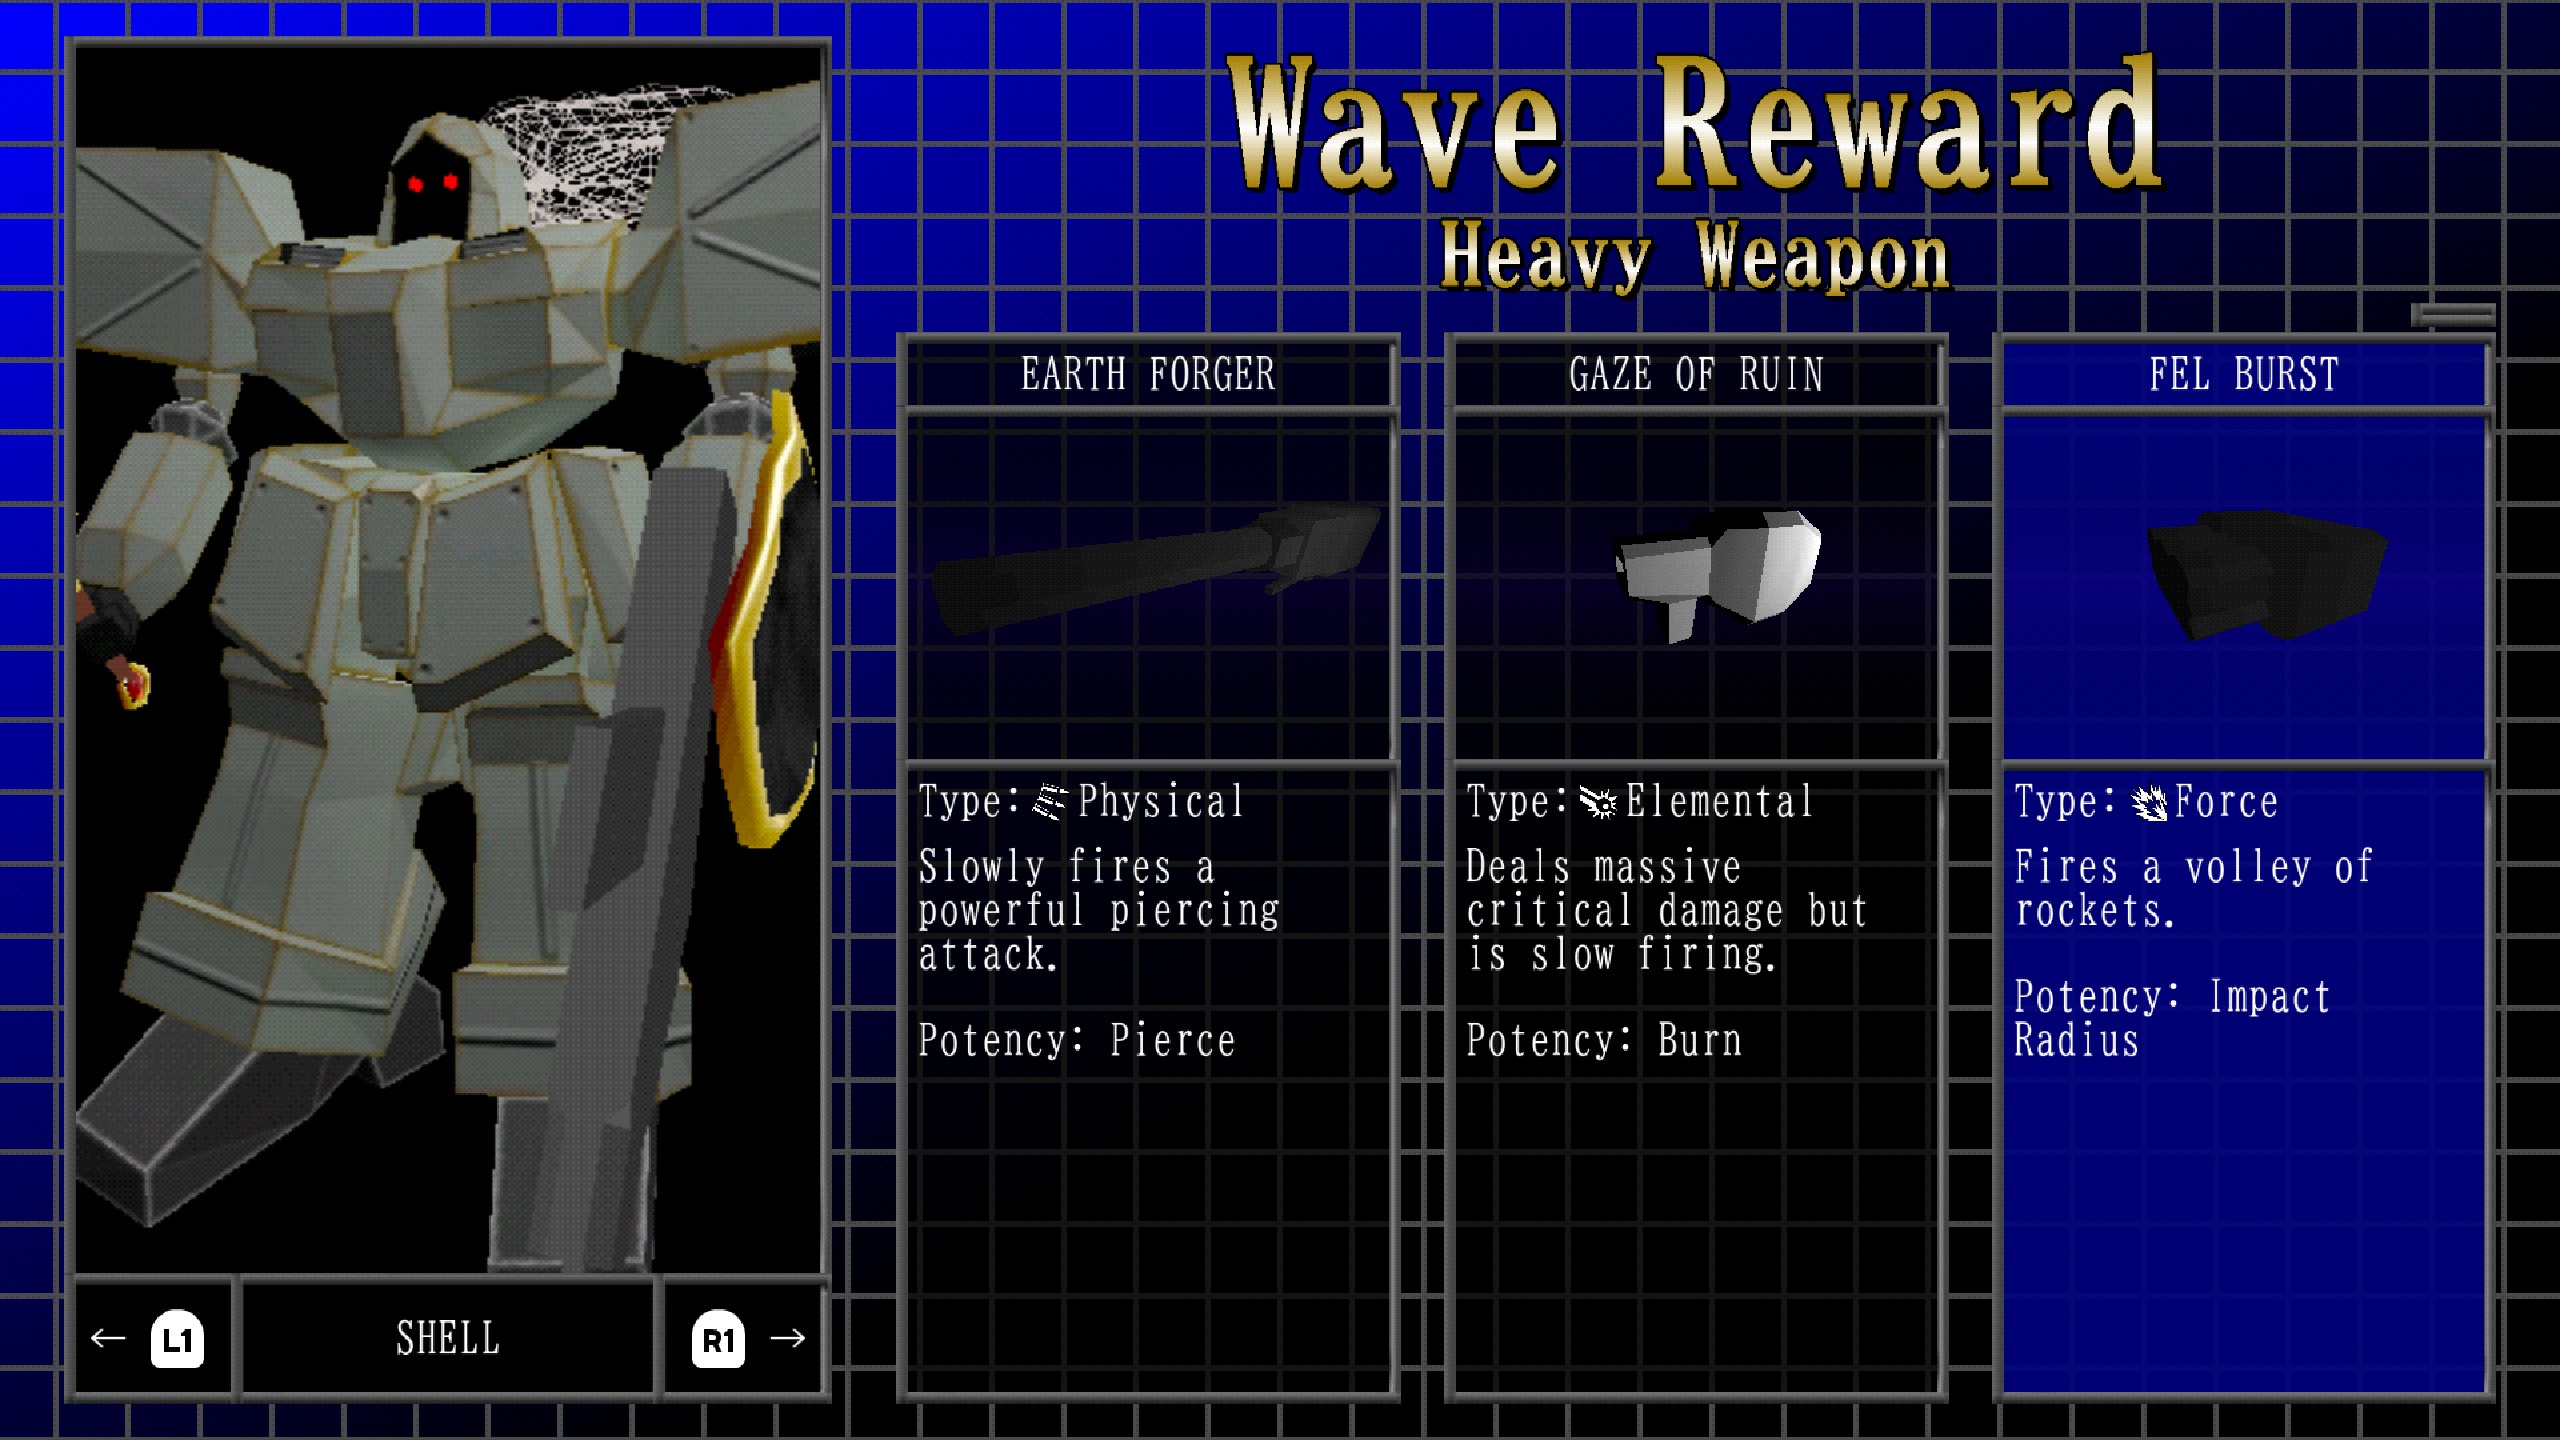 Wave Reward
Heavy Weapon
EARTH FORGER
Type: Physical
Slowly fires a
powerful piercing
attack.
Potency: Pierce
GAZE OF RUIN
Type: Elemental
Deals massive
critical damage but
is slow firing.
Potency: Burn
FEL BURST
Type: Force
Fires a volley of
rockets.
Potency: Impact
Radius
← L1
SHELL
R1 →